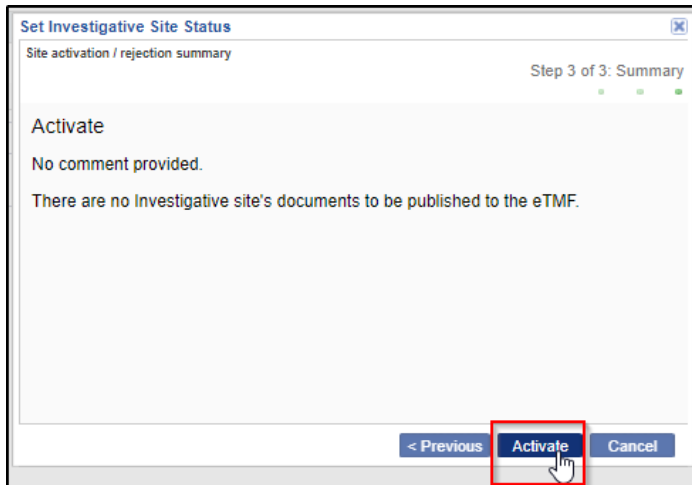 Set Investigative Site Status
Site activation / rejection summary
Step 3 of 3: Summary
Activate
No comment provided.
There are no Investigative site's documents to be published to the eTMF.
< Previous Activate Cancel